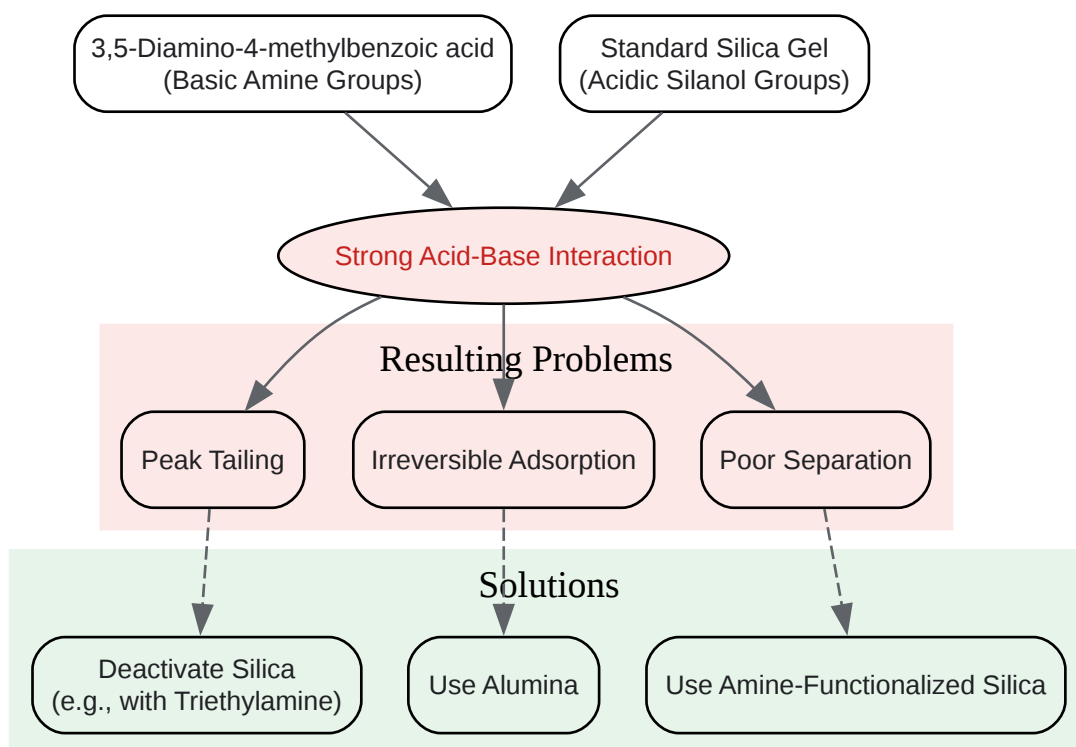 3,5-Diamino-4-methylbenzoic acid
(Basic Amine Groups)
Standard Silica Gel
(Acidic Silanol Groups)
Strong Acid-Base Interaction
Resulting Problems
Peak Tailing
Irreversible Adsorption
Poor Separation
Solutions
Deactivate Silica
(e.g., with Triethylamine)
Use Alumina
Use Amine-Functionalized Silica